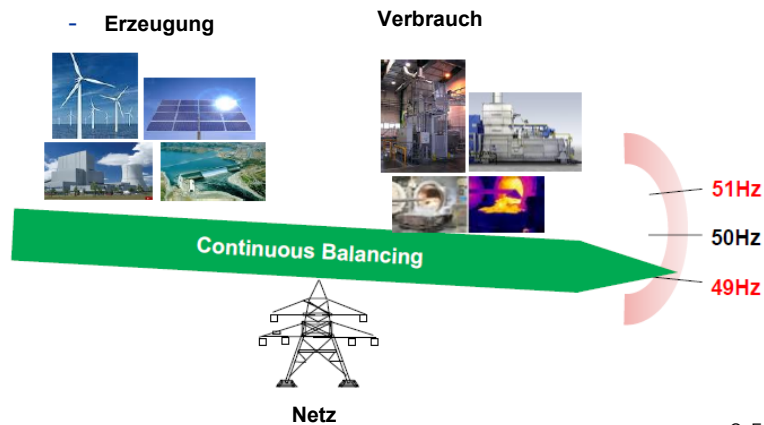 - Erzeugung
Verbrauch
51Hz
50Hz
Continuous Balancing
49Hz
Netz